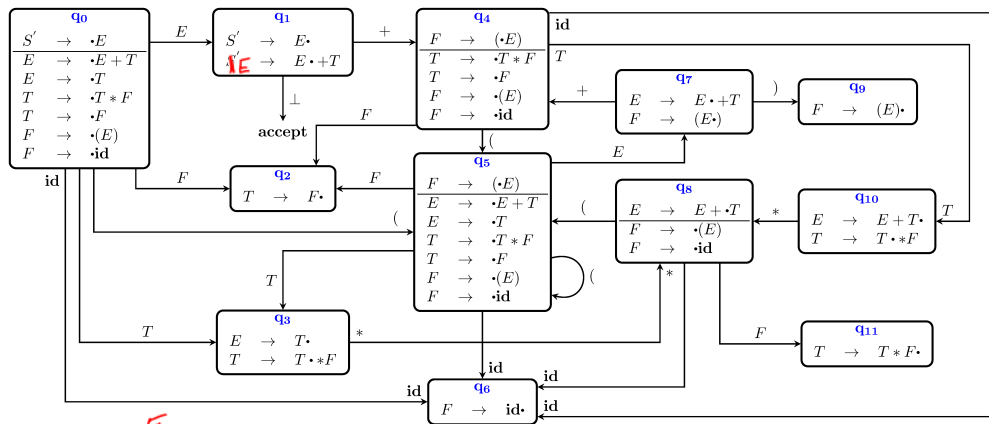 q0
S′ → •E
E → •E + T
E → •T
T → •T ∗ F
T → •F
F → •(E)
F → •id
E
q1
S′ → E•
E → E • +T
⊥
accept
+
q4
F → (•E)
T → •T ∗ F
T → •F
F → •(E)
F → •id
id
T
q7
E → E • +T
F → (E•)
+
)
q9
F → (E)•
F
(
E
q2
T → F•
id
F
F
(
q5
F → (•E)
E → •E + T
E → •T
T → •T ∗ F
T → •F
F → •(E)
F → •id
(
(
q8
E → E + •T
F → •(E)
F → •id
∗
q10
E → E + T•
T → T • ∗F
T
T
T
q3
E → T•
T → T • ∗F
∗
∗
F
q11
T → T ∗ F•
id
id
id
id
q6
F → id•